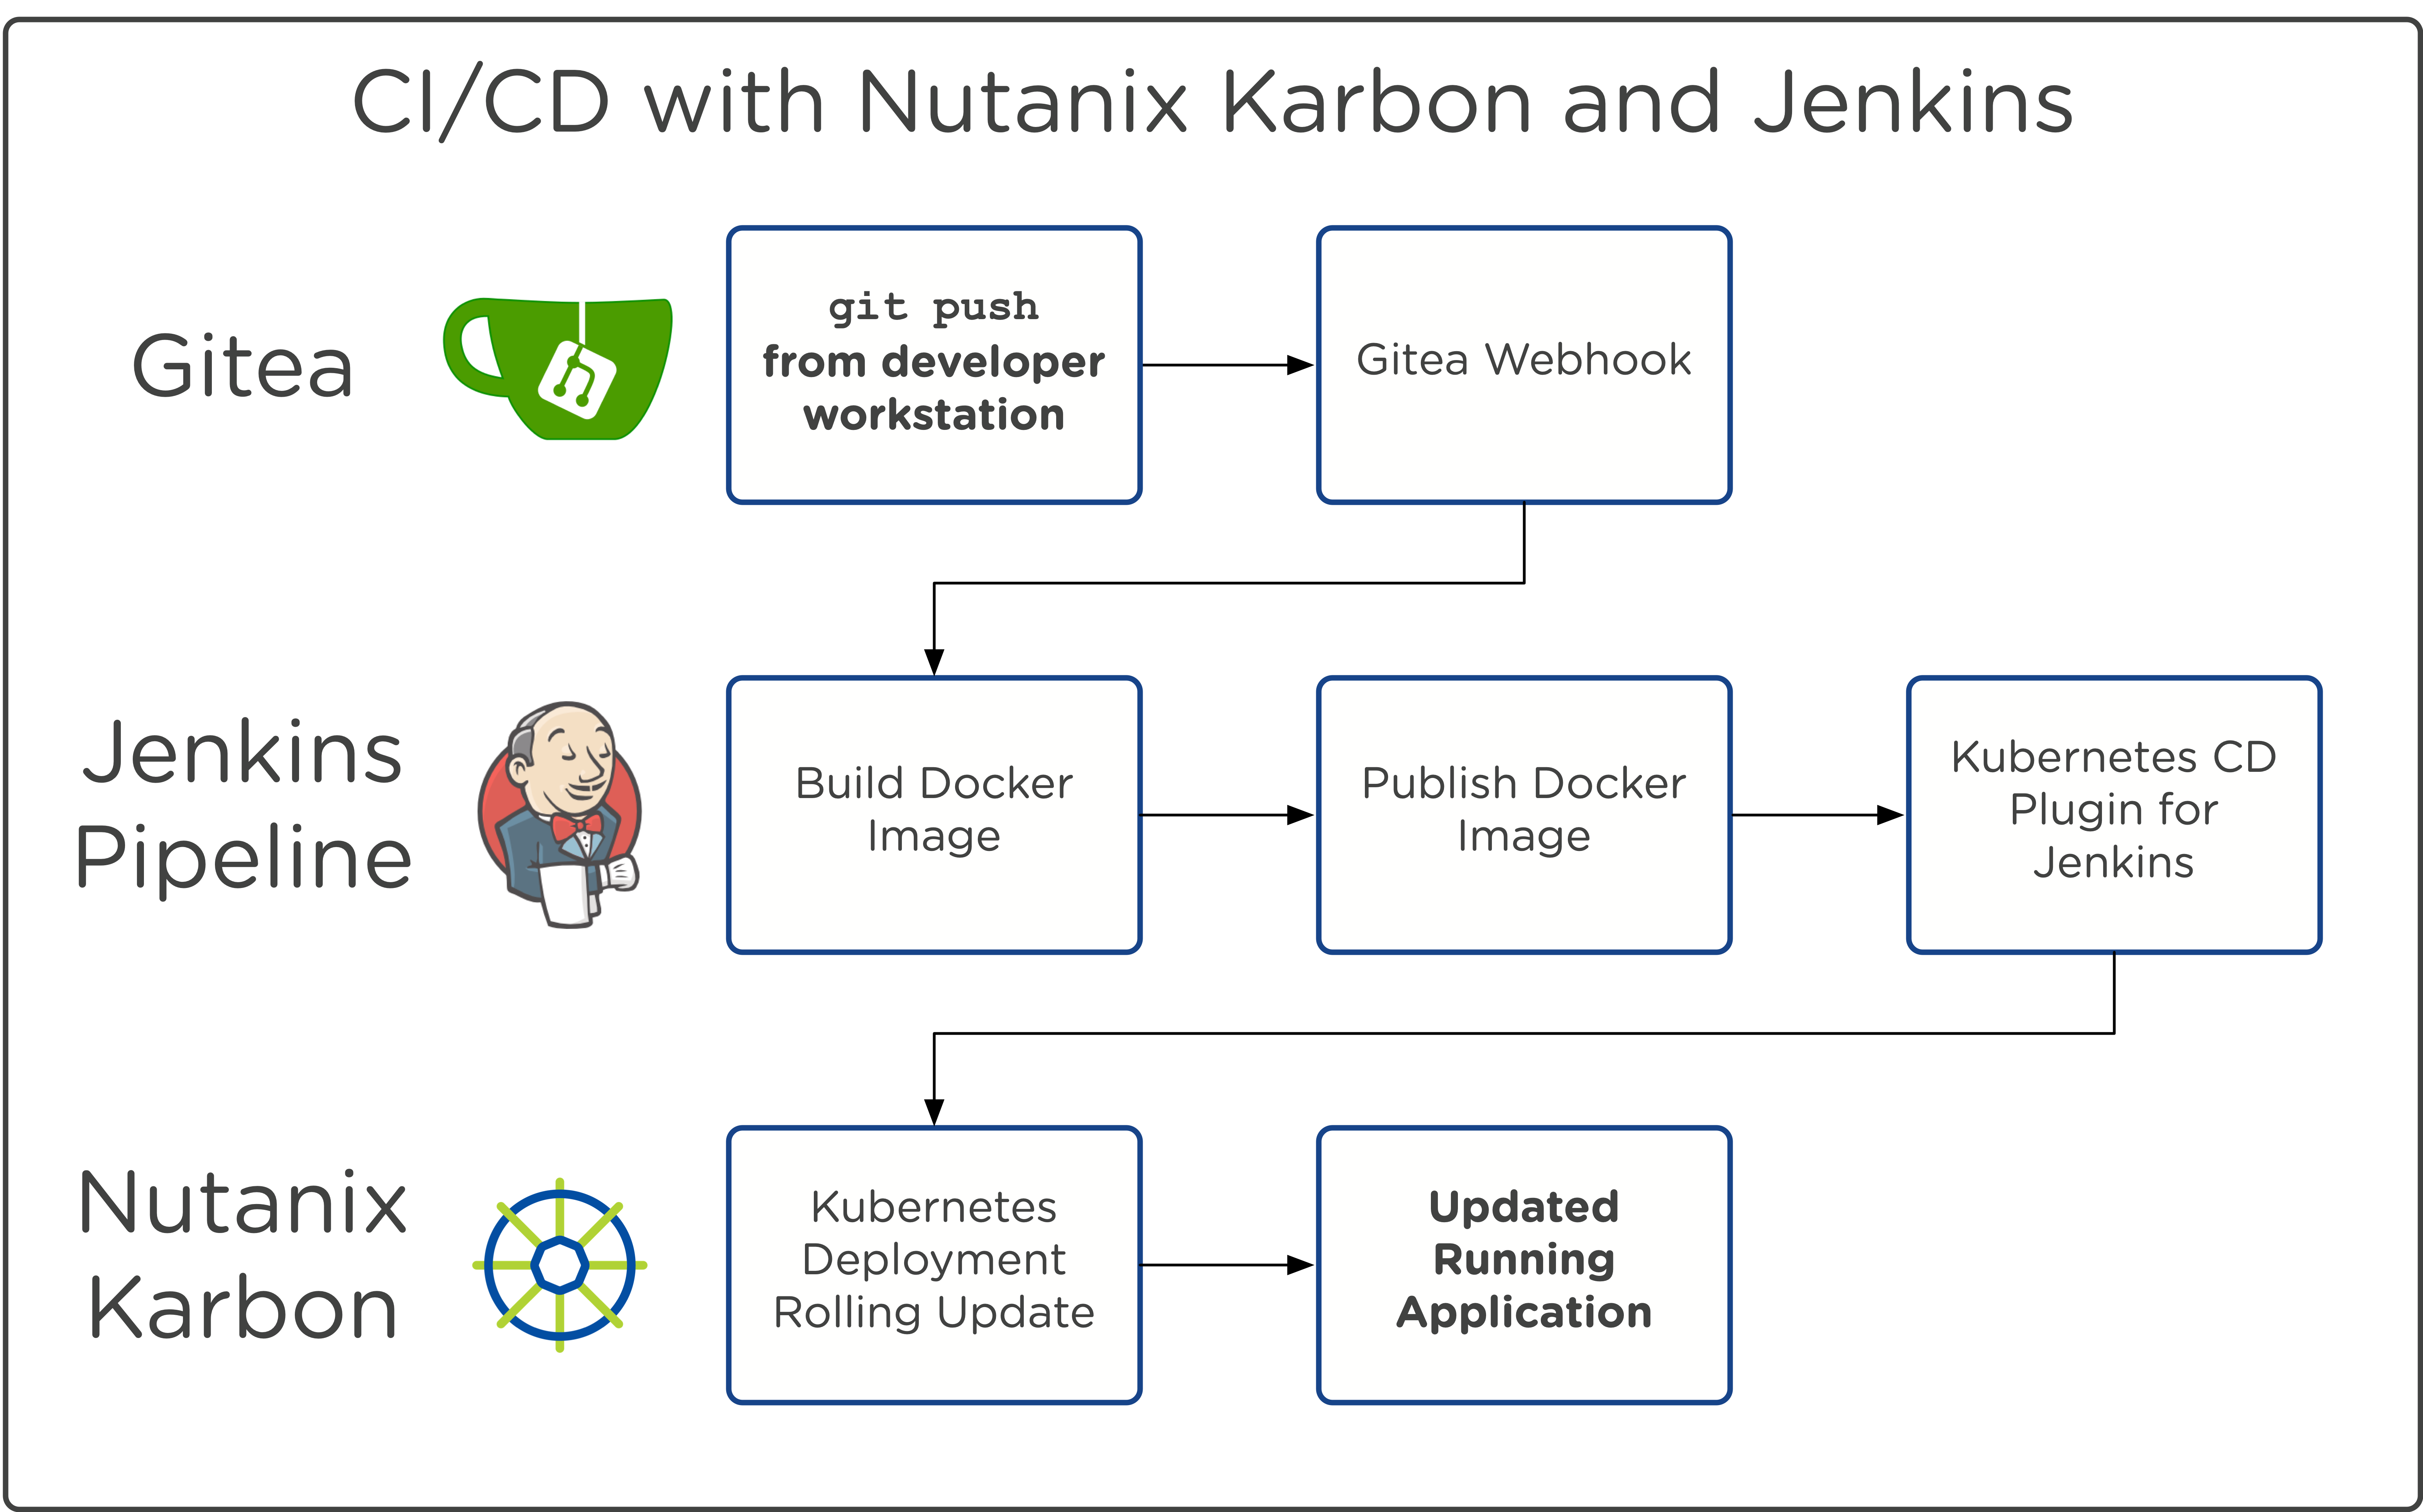 CI/CD with Nutanix Karbon and Jenkins
Gitea
git push
from developer
workstation
Gitea Webhook
Jenkins
Pipeline
Build Docker
Image
Publish Docker
Image
Kubernetes CD
Plugin for
Jenkins
Nutanix
Karbon
Kubernetes
Deployment
Rolling Update
Updated
Running
Application